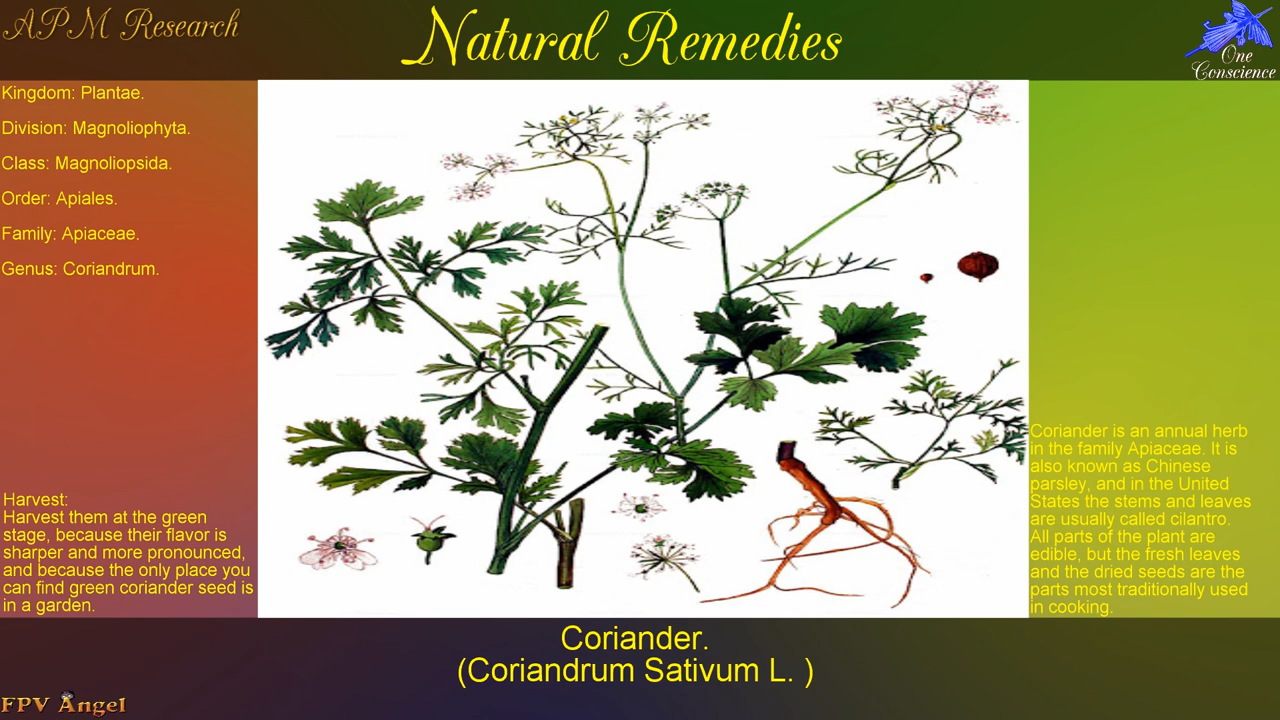 APM Research
Natural Remedies
One
Conscience
Kingdom: Plantae.
Division: Magnoliophyta.
Class: Magnoliopsida.
Order: Apiales.
Family: Apiaceae.
Genus: Coriandrum.
Harvest:
Harvest them at the green
stage, because their flavor is
sharper and more pronounced,
and because the only place you
can find green coriander seed is
in a garden.
Coriander is an annual herb
in the family Apiaceae. It is
also known as Chinese
parsley, and in the United
States the stems and leaves
are usually called cilantro.
All parts of the plant are
edible, but the fresh leaves
and the dried seeds are the
parts most traditionally used
in cooking.
Coriander.
(Coriandrum Sativum L. )
FPV Angel